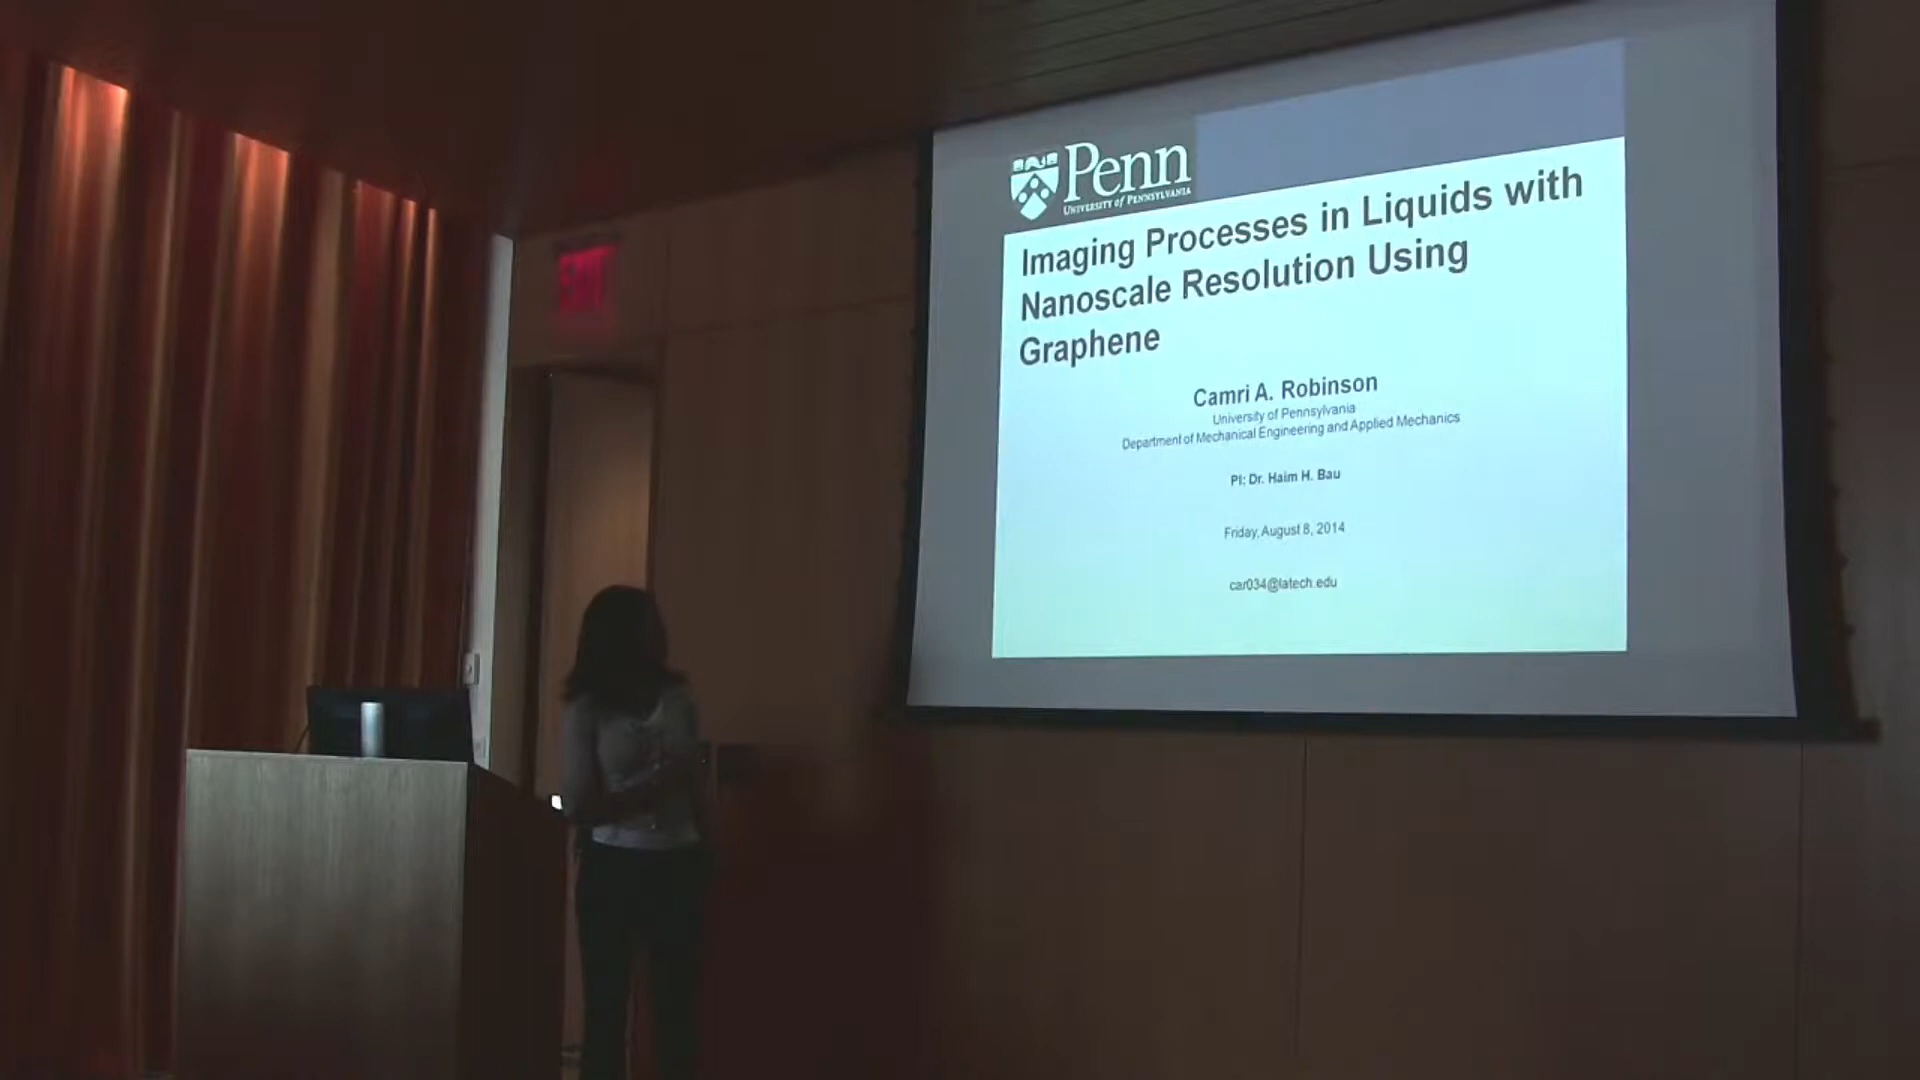 EXIT
Penn
UNIVERSITY of PENNSYLVANIA
Imaging Processes in Liquids with
Nanoscale Resolution Using
Graphene
Camri A. Robinson
University of Pennsylvania
Department of Mechanical Engineering and Applied Mechanics
PI: Dr. Haim H. Bau
Friday, August 8, 2014
car034@latech.edu